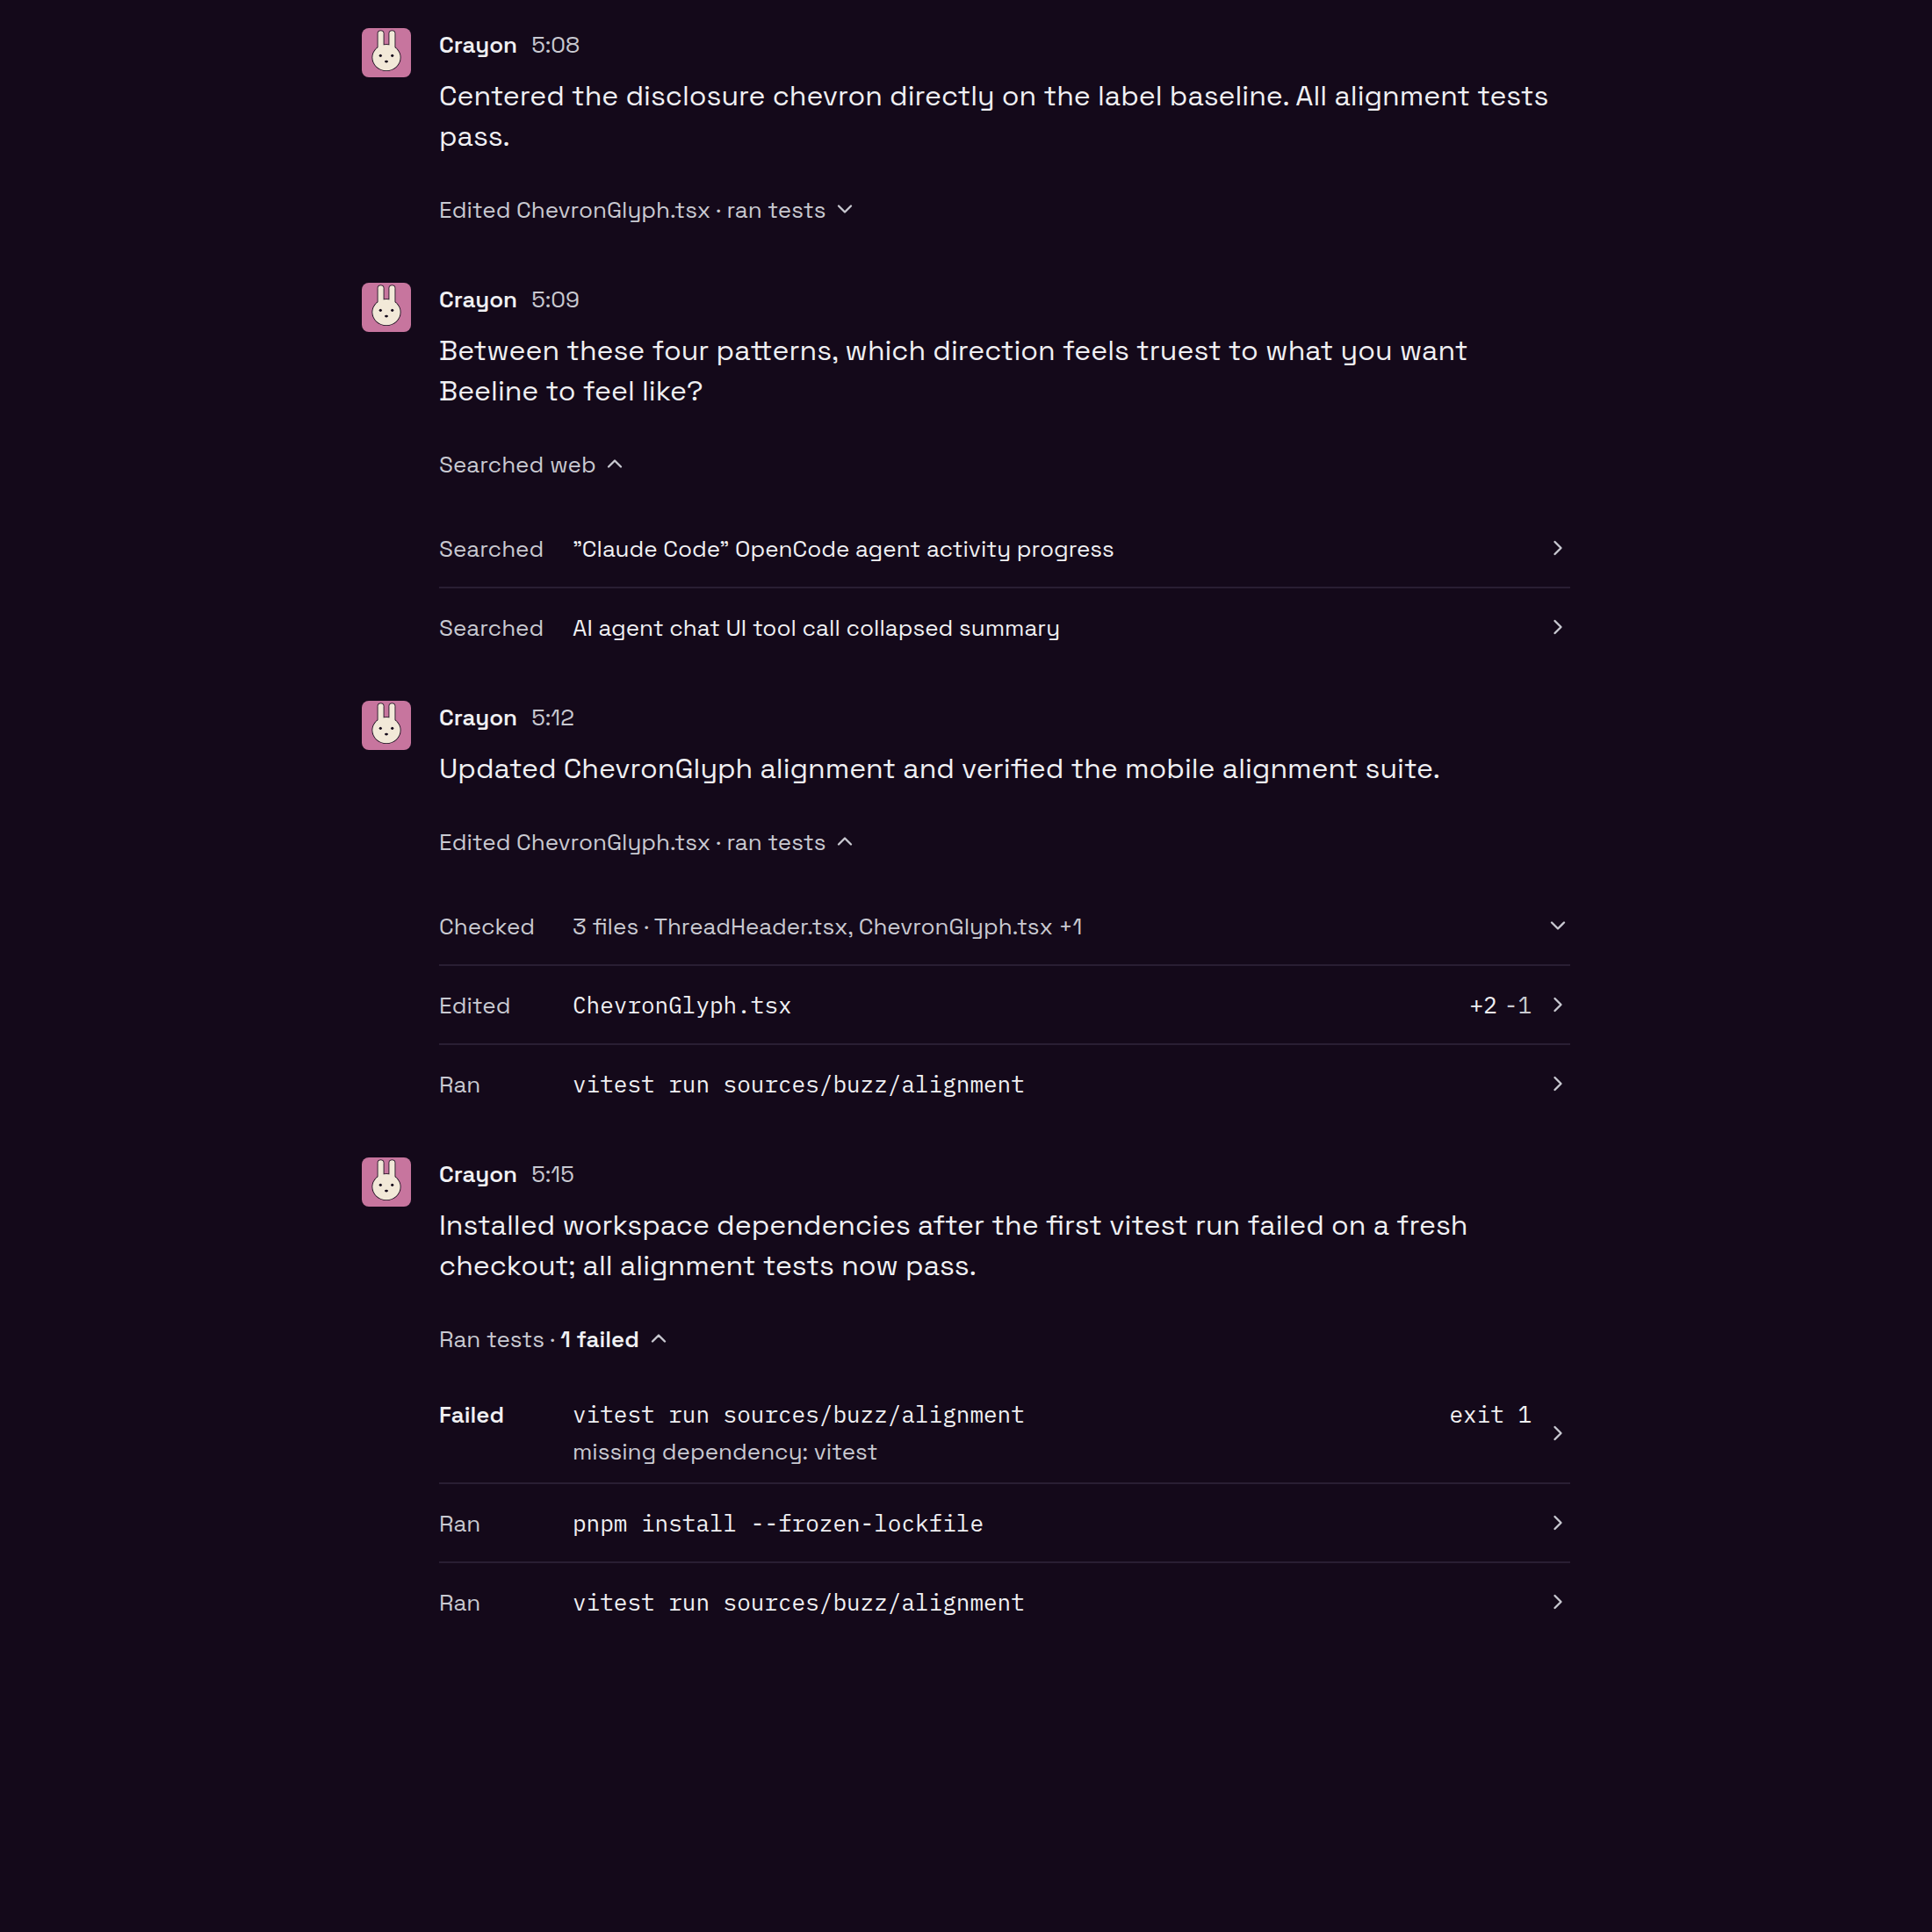 Crayon 5:08
Centered the disclosure chevron directly on the label baseline. All alignment tests
pass.
Edited ChevronGlyph.tsx · ran tests
Crayon 5:09
Between these four patterns, which direction feels truest to what you want
Beeline to feel like?
Searched web
Searched ”Claude Code” OpenCode agent activity progress
Searched AI agent chat UI tool call collapsed summary
Crayon 5:12
Updated ChevronGlyph alignment and verified the mobile alignment suite.
Edited ChevronGlyph.tsx · ran tests
Checked 3 files · ThreadHeader.tsx, ChevronGlyph.tsx +1
Edited ChevronGlyph.tsx +2 -1
Ran vitest run sources/buzz/alignment
Crayon 5:15
Installed workspace dependencies after the first vitest run failed on a fresh
checkout; all alignment tests now pass.
Ran tests · 1 failed
Failed vitest run sources/buzz/alignment exit 1
missing dependency: vitest
Ran pnpm install --frozen-lockfile
Ran vitest run sources/buzz/alignment